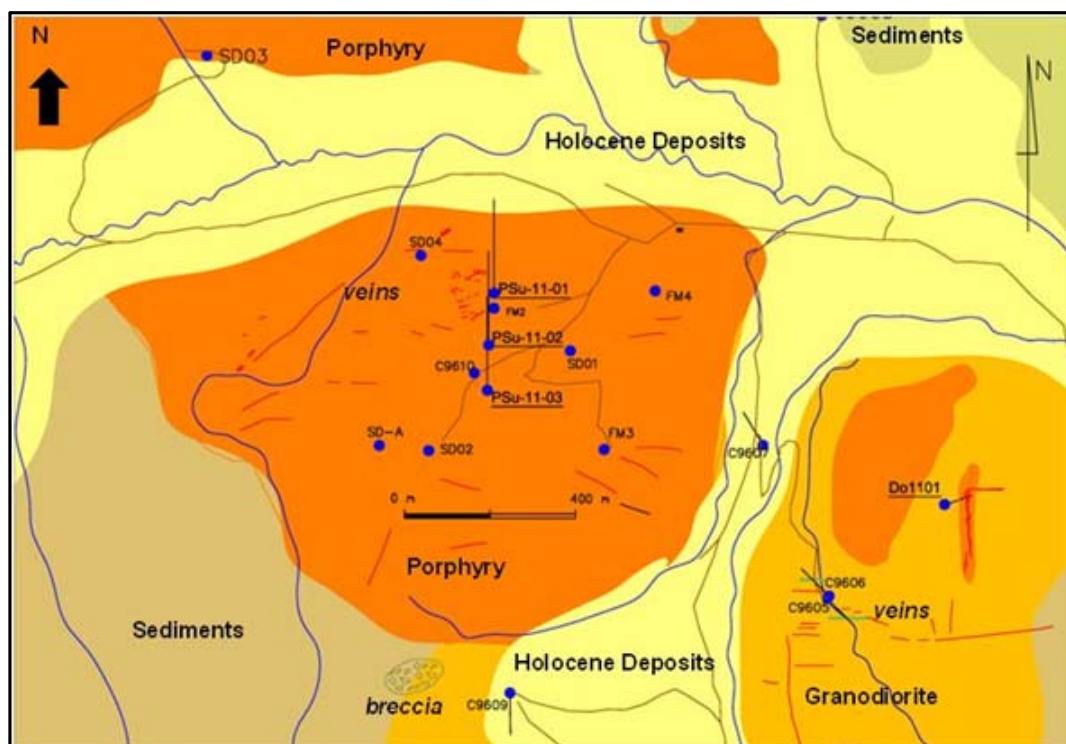 N
SD03
Porphyry
Sediments
N
Holocene Deposits
SD04
veins
PSu-11-01
FM2
FM4
PSu-11-02
SD01
C9610
PSu-11-03
SD-A
SD02
FM3
C9607
Do1101
0 m
400 m
Porphyry
C9606
C9605
veins
Sediments
Holocene Deposits
breccia
C9609
Granodiorite